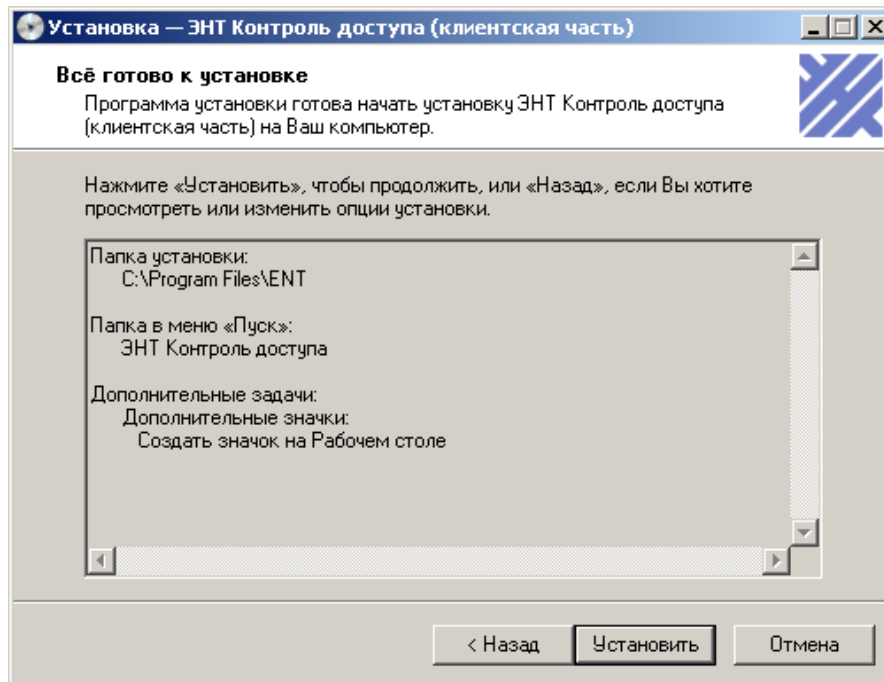 Установка — ЭНТ Контроль доступа (клиентская часть)
Всё готово к установке
Программа установки готова начать установку ЭНТ Контроль доступа
(клиентская часть) на Ваш компьютер.
Нажмите «Установить», чтобы продолжить, или «Назад», если Вы хотите
просмотреть или изменить опции установки.
Папка установки:
C:\Program Files\ENT
Папка в меню «Пуск»:
ЭНТ Контроль доступа
Дополнительные задачи:
Дополнительные значки:
Создать значок на Рабочем столе
< Назад
Установить
Отмена